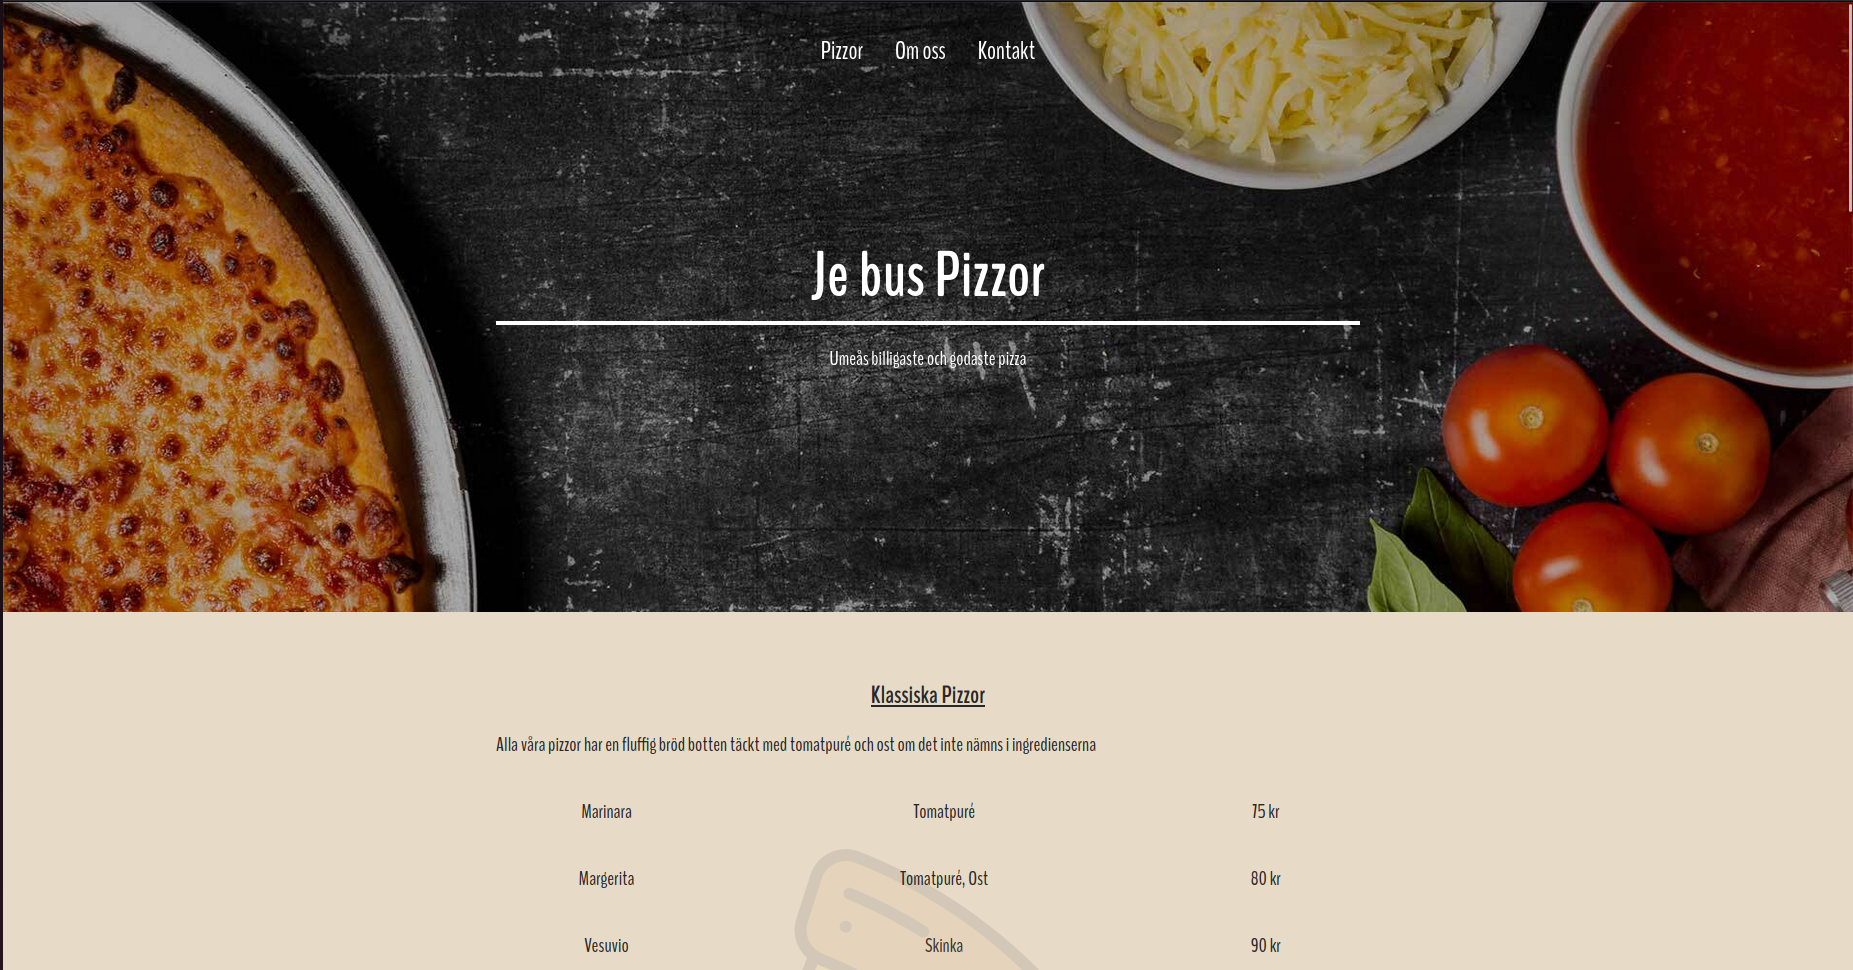 Pizzor Om oss Kontakt
Je bus Pizzor
Umeås billigaste och godaste pizza
Klassiska Pizzor
Alla våra pizzor har en fluffig bröd botten täckt med tomatpuré och ost om det inte nämns i ingredienserna
Marinara Tomatpuré 75 kr
Margerita Tomatpuré, Ost 80 kr
Vesuvio Skinka 90 kr